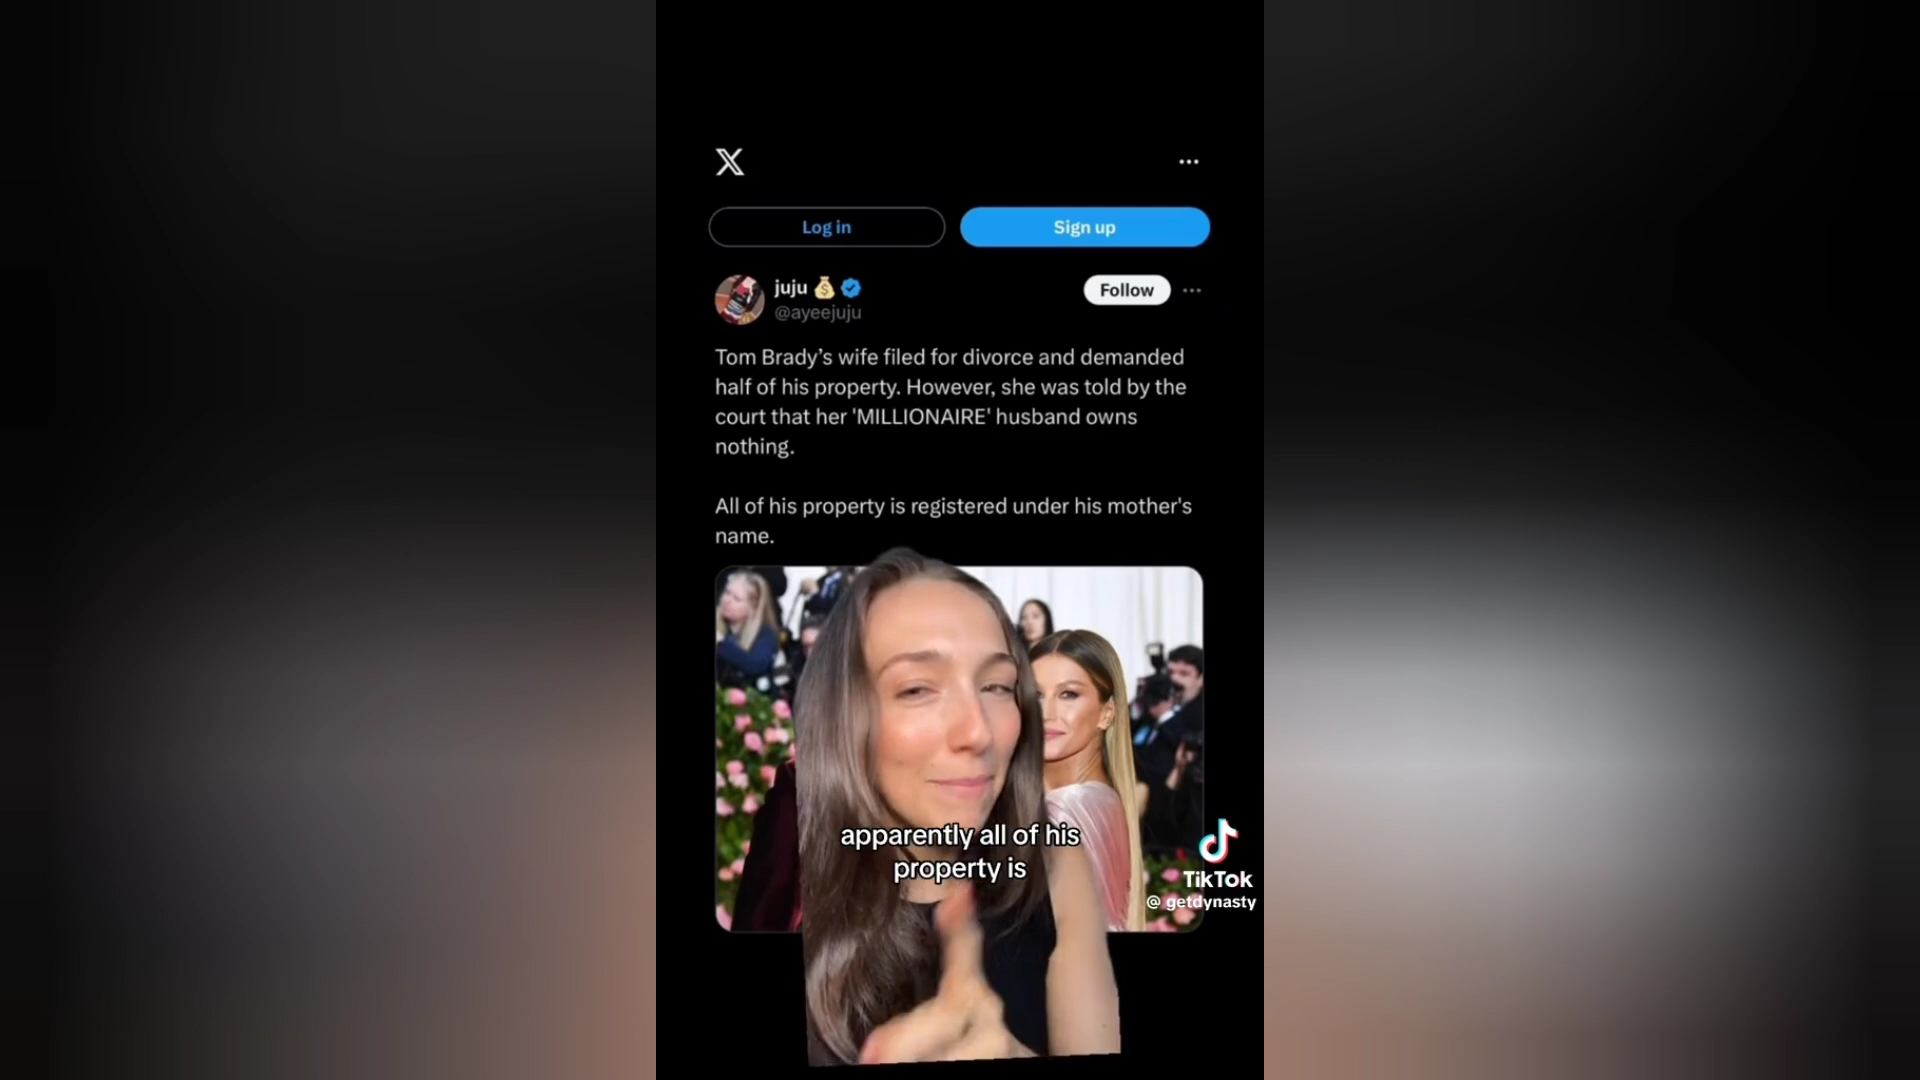 Log in
Sign up
juju
@ayeejuju
Follow
Tom Brady’s wife filed for divorce and demanded
half of his property. However, she was told by the
court that her 'MILLIONAIRE' husband owns
nothing.
All of his property is registered under his mother's
name.
apparently all of his
property is
TikTok
@ getdynasty